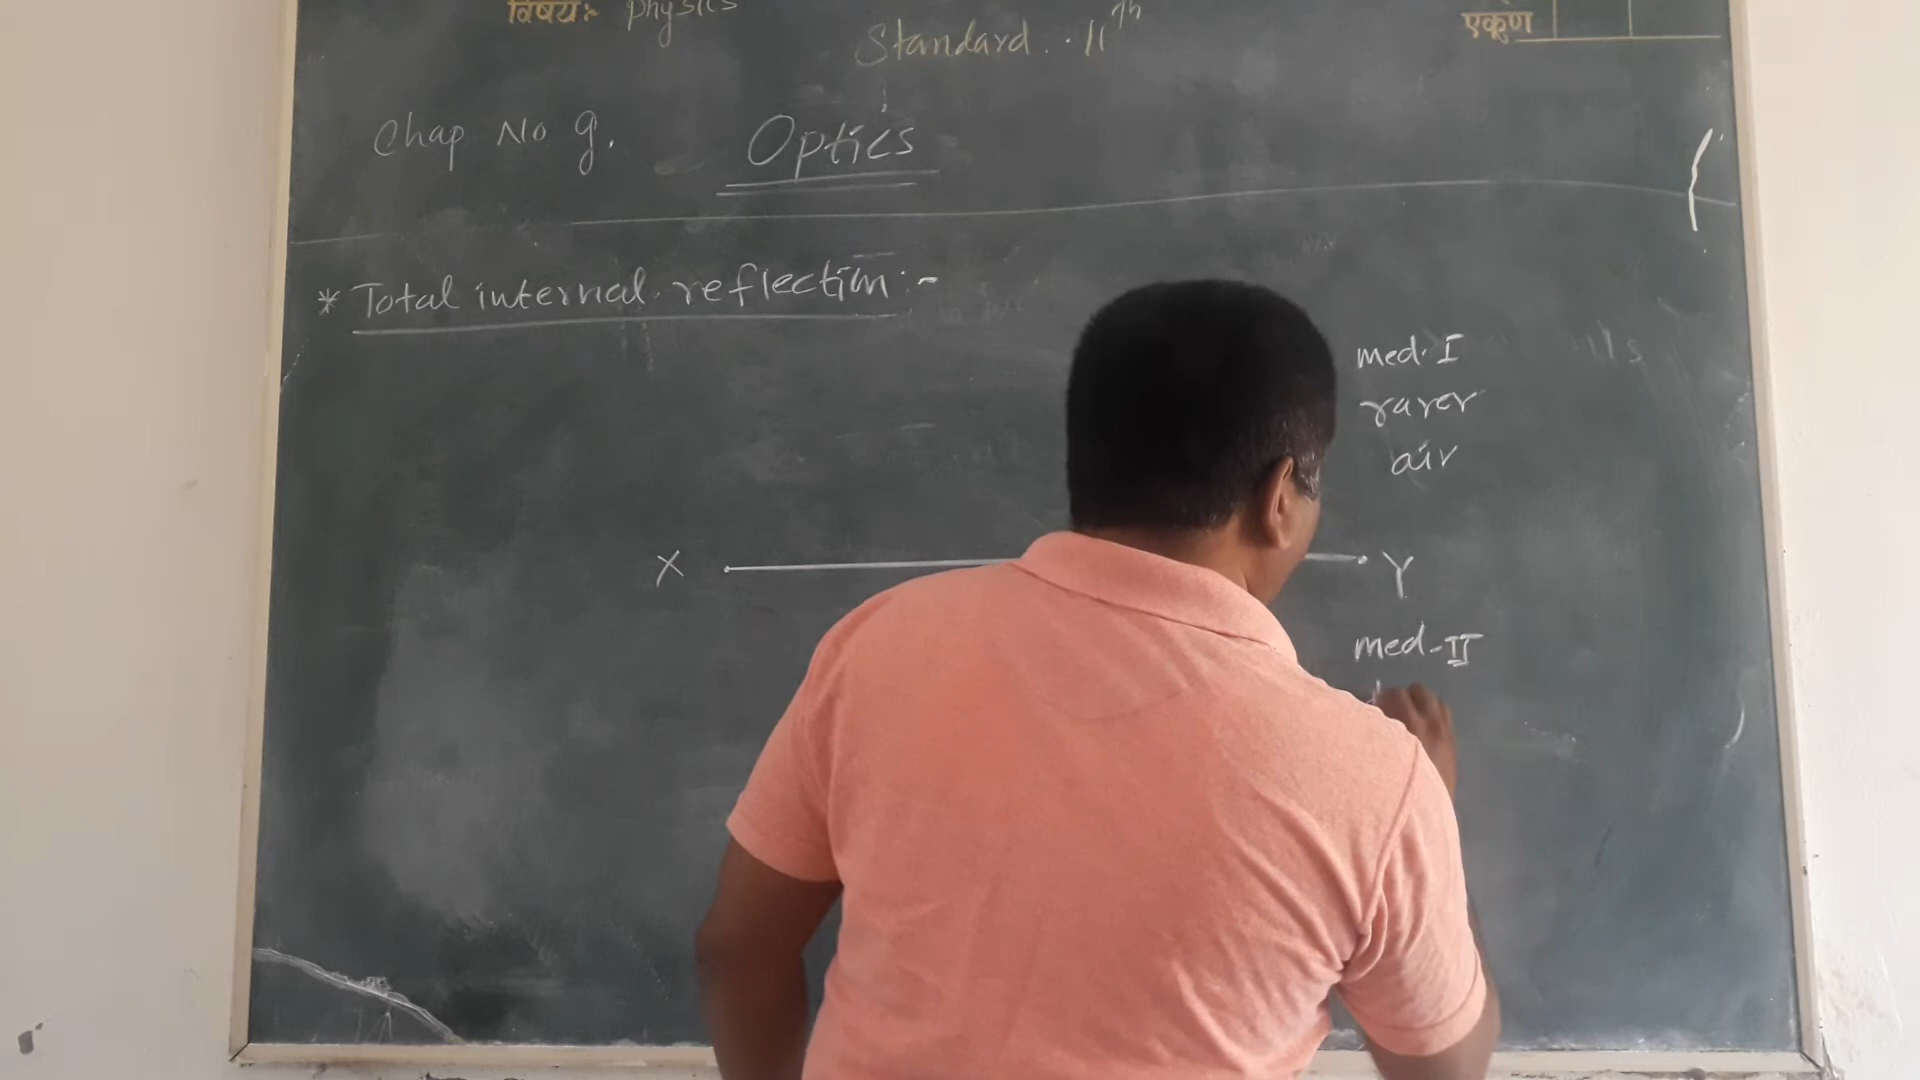 विषय:- Physics
एकूण
Standard : 11th
Chap No 9.
Optics
* Total internal reflection :-
med. I
rarer
air
X
Y
med-II